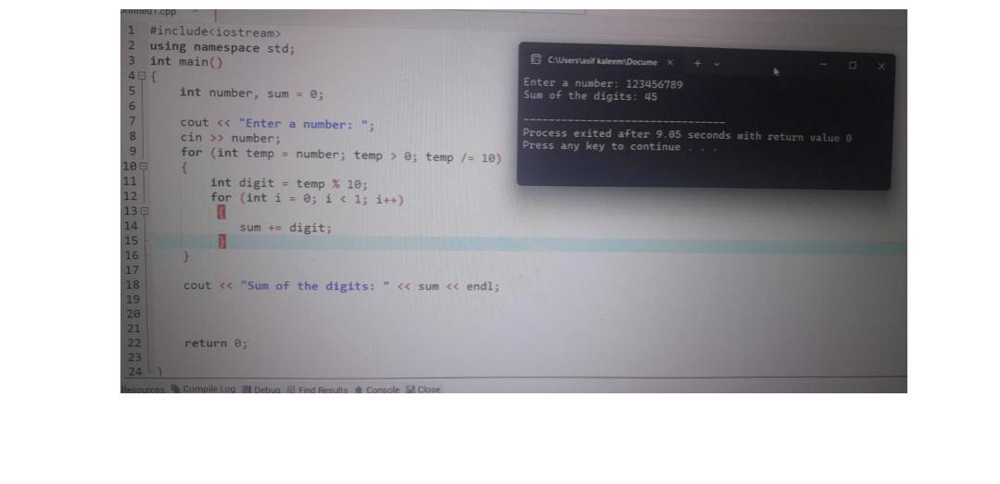 Untitled1.cpp
1 #include<iostream>
2 using namespace std;
3 int main()
4 {
5 int number, sum = 0;
6
7 cout << "Enter a number: ";
8 cin >> number;
9 for (int temp = number; temp > 0; temp /= 10)
10 {
11 int digit = temp % 10;
12 for (int i = 0; i < 1; i++)
13 {
14 sum += digit;
15 }
16 }
17
18 cout << "Sum of the digits: " << sum << endl;
19
20
21
22 return 0;
23
24 }
C:\Users\asif kaleem\Docume
Enter a number: 123456789
Sum of the digits: 45
--------------------------------
Process exited after 9.05 seconds with return value 0
Press any key to continue . . .
Resources Compile Log Debug Find Results Console Close